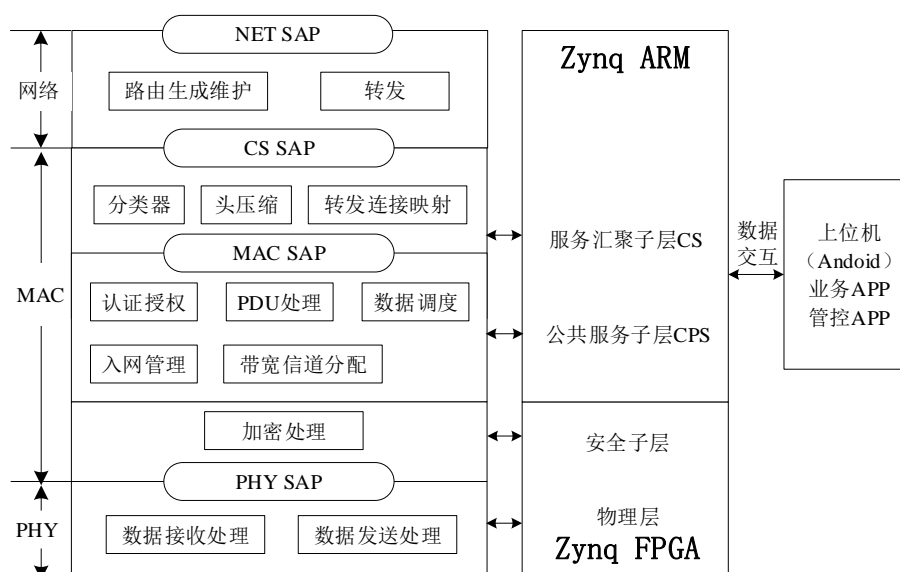 NET SAP
Zynq ARM
网络
路由生成维护
转发
CS SAP
分类器
头压缩
转发连接映射
服务汇聚子层CS
数据
交互
上位机
（Andoid）
业务APP
管控APP
MAC SAP
MAC
认证授权
PDU处理
数据调度
公共服务子层CPS
入网管理
带宽信道分配
加密处理
安全子层
PHY SAP
PHY
数据接收处理
数据发送处理
物理层
Zynq FPGA